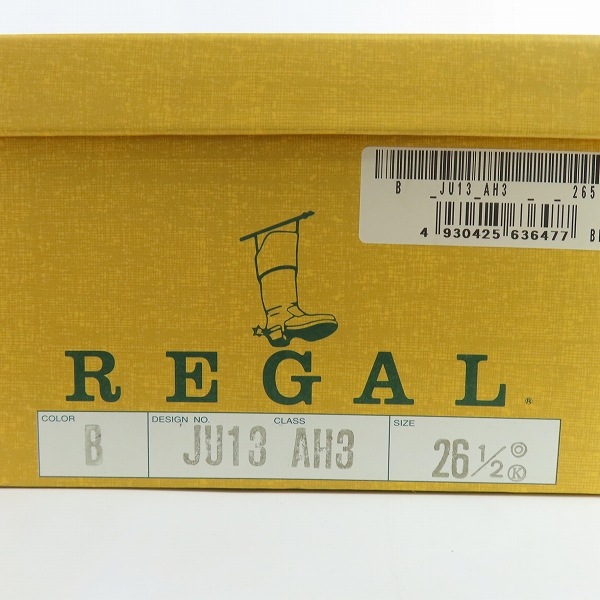 B _JU13_AH3 _ _ 265
4 930425 636477
REGAL®
COLOR DESIGN NO. CLASS SIZE
B JU13 AH3 26 1/2 ◎ Ⓚ